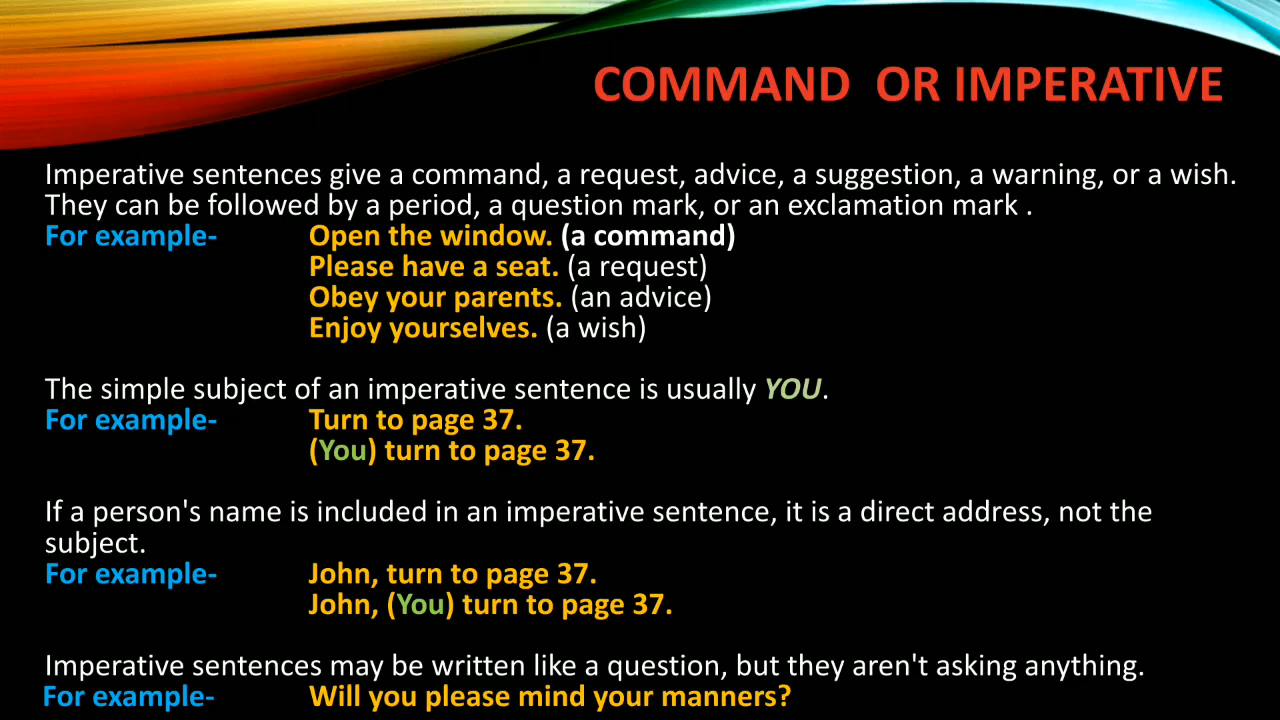 COMMAND OR IMPERATIVE
Imperative sentences give a command, a request, advice, a suggestion, a warning, or a wish.
They can be followed by a period, a question mark, or an exclamation mark .
For example- Open the window. (a command)
Please have a seat. (a request)
Obey your parents. (an advice)
Enjoy yourselves. (a wish)
The simple subject of an imperative sentence is usually YOU.
For example- Turn to page 37.
(You) turn to page 37.
If a person's name is included in an imperative sentence, it is a direct address, not the
subject.
For example- John, turn to page 37.
John, (You) turn to page 37.
Imperative sentences may be written like a question, but they aren't asking anything.
For example- Will you please mind your manners?